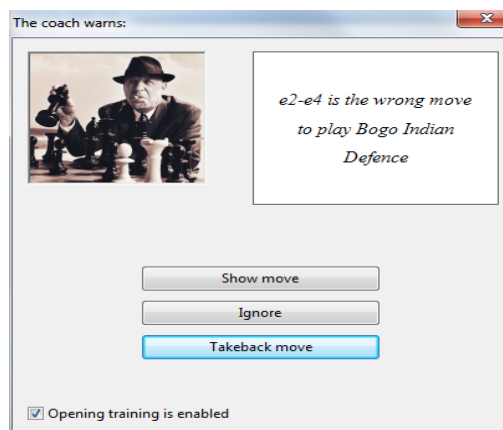 The coach warns:
e2-e4 is the wrong move
to play Bogo Indian
Defence
Show move
Ignore
Takeback move
Opening training is enabled